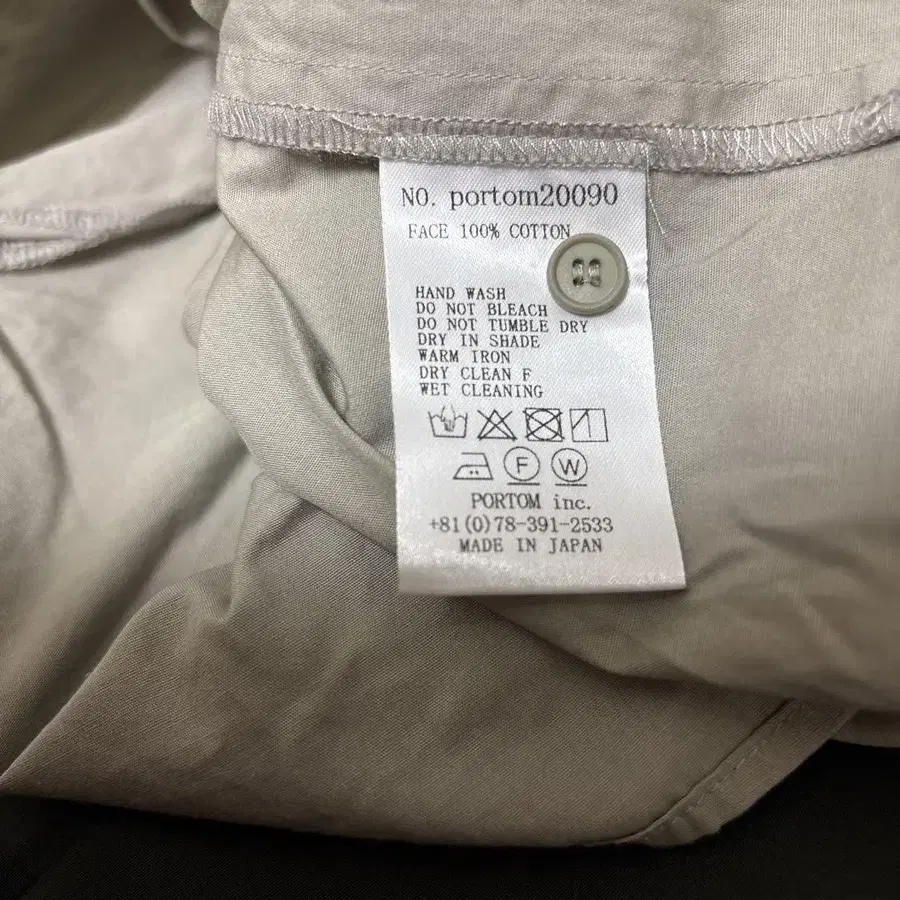 NO. portom20090
FACE 100% COTTON
HAND WASH
DO NOT BLEACH
DO NOT TUMBLE DRY
DRY IN SHADE
WARM IRON
DRY CLEAN F
WET CLEANING
F W
PORTOM inc.
+81(0)78-391-2533
MADE IN JAPAN